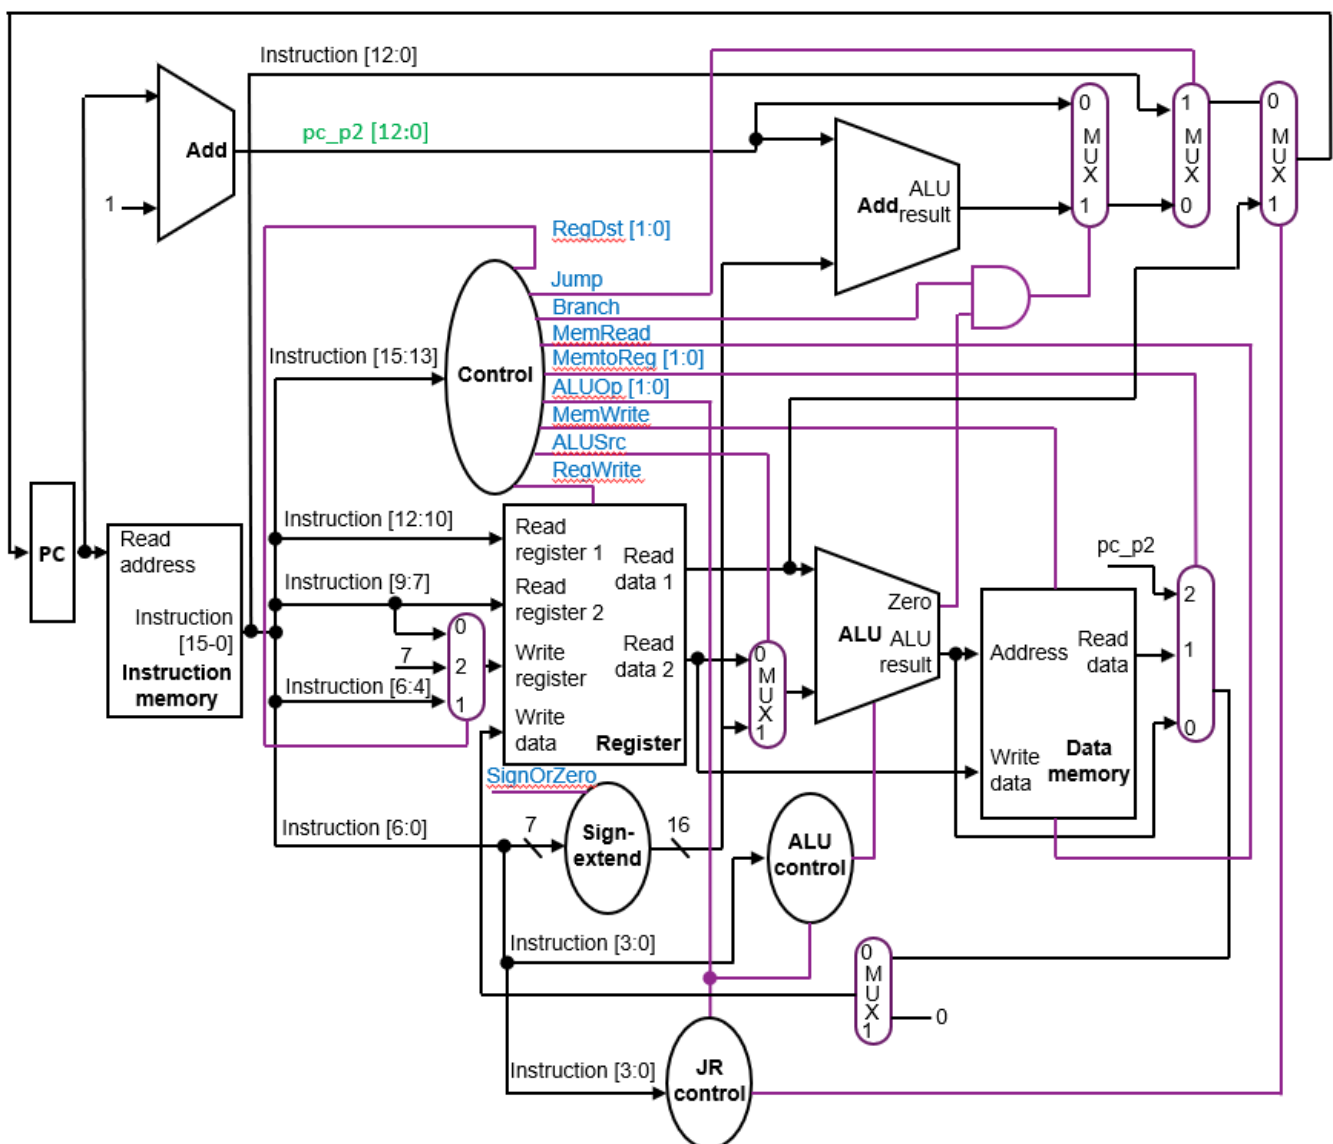 Instruction [12:0]
0
1
0
MUX
MUX
MUX
pc_p2 [12:0]
Add
ALU
Add
result
1
1
0
1
RegDst [1:0]
Jump
Branch
MemRead
Instruction [15:13]
MemtoReg [1:0]
Control
ALUOp [1:0]
MemWrite
ALUSrc
RegWrite
Instruction [12:10]
Read
register 1
Read
data 1
PC
Read
address
pc_p2
Instruction [9:7]
Read
register 2
Zero
2
Instruction
[15-0]
0
7
2
Write
register
Read
data 2
0
MUX
1
ALU
ALU
result
Address
Read
data
1
Instruction
memory
Instruction [6:4]
1
Write
data
Register
0
Write
data
Data
memory
SignOrZero
Instruction [6:0]
7
Sign-
extend
16
ALU
control
Instruction [3:0]
0
MUX
1
0
Instruction [3:0]
JR
control